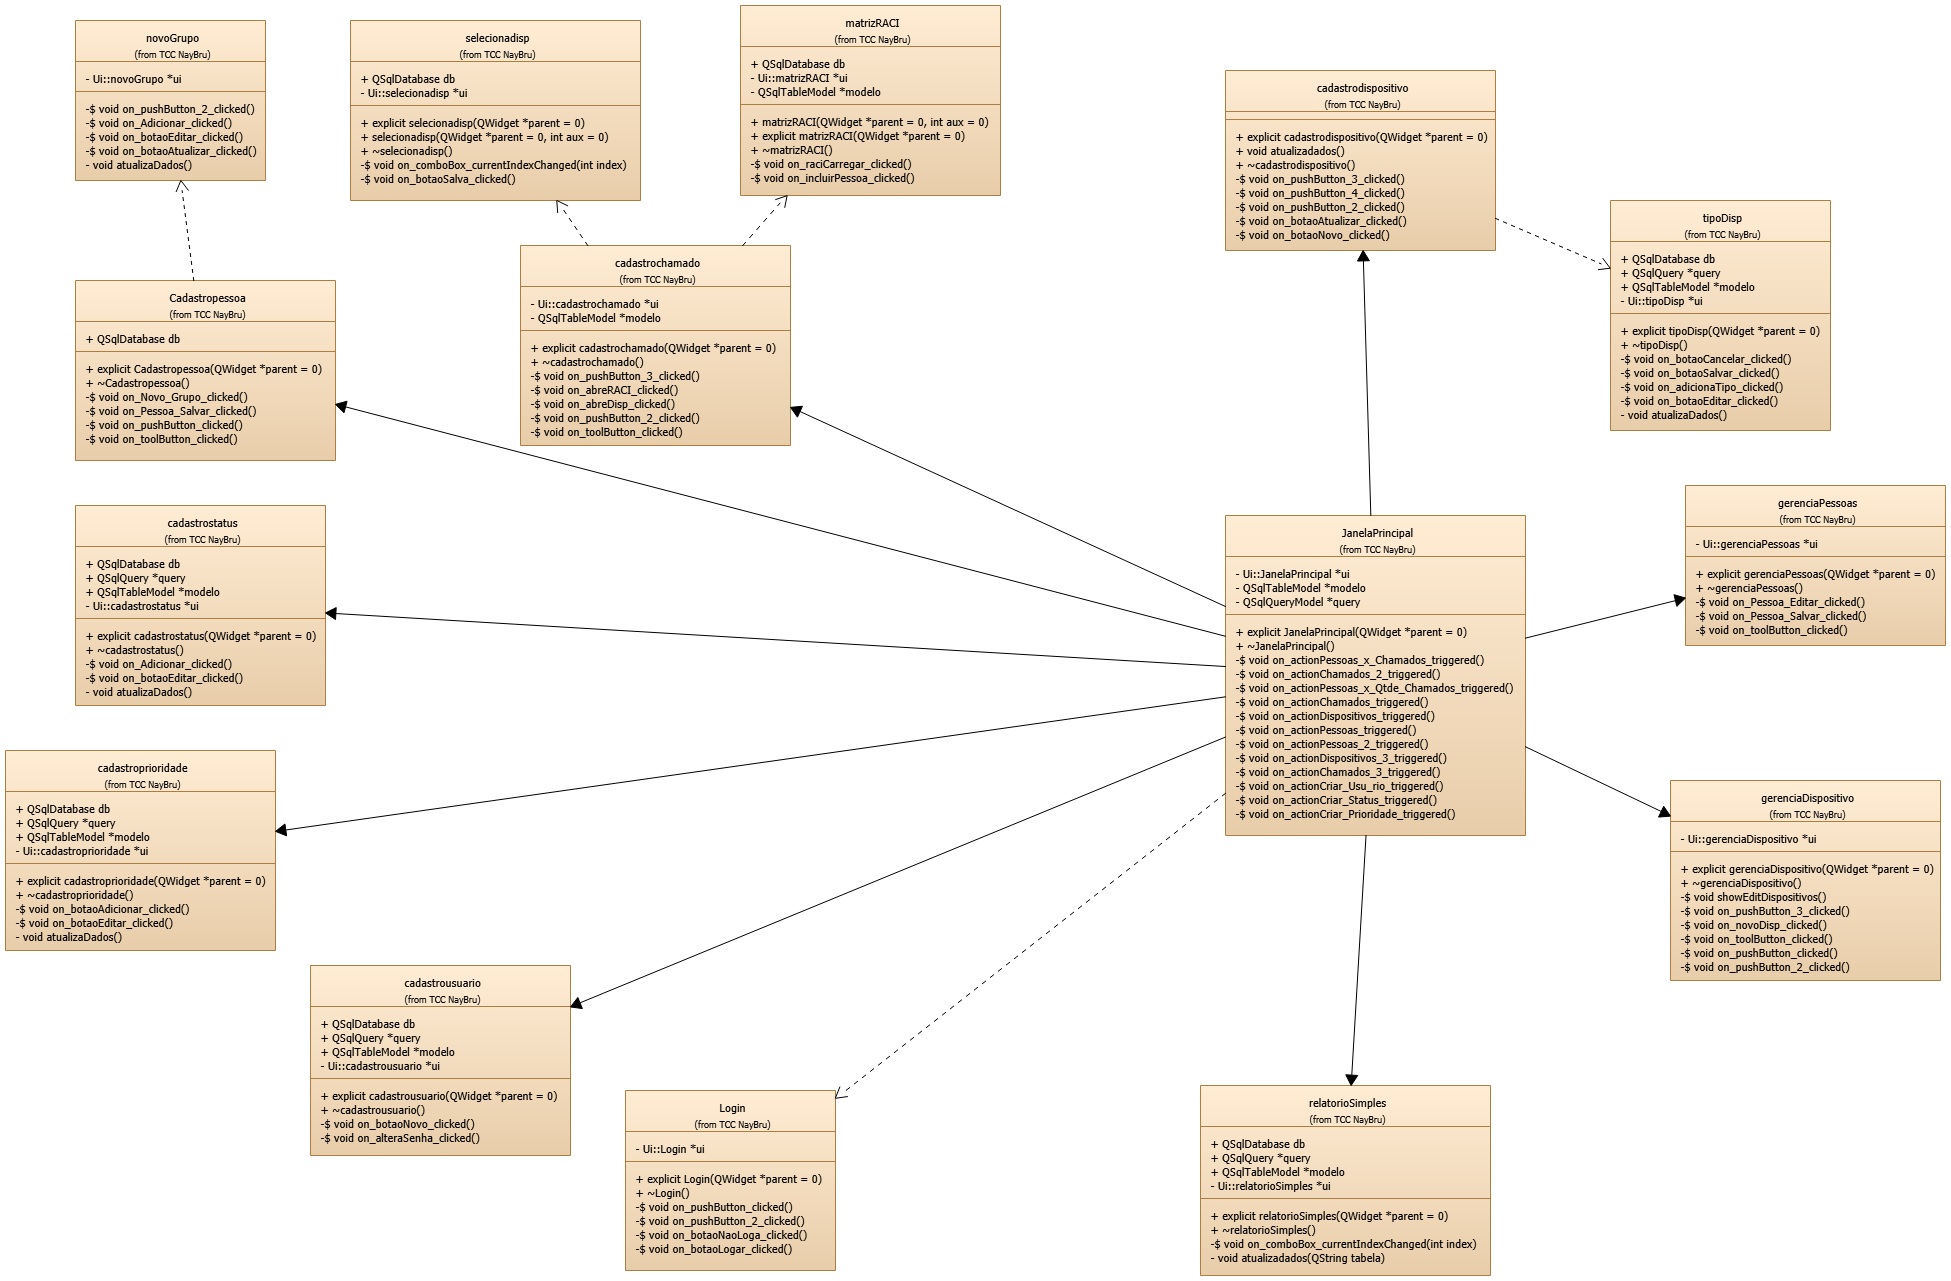 novoGrupo
(from TCC NayBru)
- Ui::novoGrupo *ui
-$ void on_pushButton_2_clicked()
-$ void on_Adicionar_clicked()
-$ void on_botaoEditar_clicked()
-$ void on_botaoAtualizar_clicked()
- void atualizaDados()
selecionadisp
(from TCC NayBru)
+ QSqlDatabase db
- Ui::selecionadisp *ui
+ explicit selecionadisp(QWidget *parent = 0)
+ selecionadisp(QWidget *parent = 0, int aux = 0)
+ ~selecionadisp()
-$ void on_comboBox_currentIndexChanged(int index)
-$ void on_botaoSalva_clicked()
matrizRACI
(from TCC NayBru)
+ QSqlDatabase db
- Ui::matrizRACI *ui
- QSqlTableModel *modelo
+ matrizRACI(QWidget *parent = 0, int aux = 0)
+ explicit matrizRACI(QWidget *parent = 0)
+ ~matrizRACI()
-$ void on_raciCarregar_clicked()
-$ void on_incluirPessoa_clicked()
cadastrodispositivo
(from TCC NayBru)
+ explicit cadastrodispositivo(QWidget *parent = 0)
+ void atualizadados()
+ ~cadastrodispositivo()
-$ void on_pushButton_3_clicked()
-$ void on_pushButton_4_clicked()
-$ void on_pushButton_2_clicked()
-$ void on_botaoAtualizar_clicked()
-$ void on_botaoNovo_clicked()
tipoDisp
(from TCC NayBru)
+ QSqlDatabase db
+ QSqlQuery *query
+ QSqlTableModel *modelo
- Ui::tipoDisp *ui
+ explicit tipoDisp(QWidget *parent = 0)
+ ~tipoDisp()
-$ void on_botaoCancelar_clicked()
-$ void on_botaoSalvar_clicked()
-$ void on_adicionaTipo_clicked()
-$ void on_botaoEditar_clicked()
- void atualizaDados()
Cadastropessoa
(from TCC NayBru)
+ QSqlDatabase db
+ explicit Cadastropessoa(QWidget *parent = 0)
+ ~Cadastropessoa()
-$ void on_Novo_Grupo_clicked()
-$ void on_Pessoa_Salvar_clicked()
-$ void on_pushButton_clicked()
-$ void on_toolButton_clicked()
cadastrochamado
(from TCC NayBru)
- Ui::cadastrochamado *ui
- QSqlTableModel *modelo
+ explicit cadastrochamado(QWidget *parent = 0)
+ ~cadastrochamado()
-$ void on_pushButton_3_clicked()
-$ void on_abreRACI_clicked()
-$ void on_abreDisp_clicked()
-$ void on_pushButton_2_clicked()
-$ void on_toolButton_clicked()
cadastrostatus
(from TCC NayBru)
+ QSqlDatabase db
+ QSqlQuery *query
+ QSqlTableModel *modelo
- Ui::cadastrostatus *ui
+ explicit cadastrostatus(QWidget *parent = 0)
+ ~cadastrostatus()
-$ void on_Adicionar_clicked()
-$ void on_botaoEditar_clicked()
- void atualizaDados()
JanelaPrincipal
(from TCC NayBru)
- Ui::JanelaPrincipal *ui
- QSqlTableModel *modelo
- QSqlQueryModel *query
+ explicit JanelaPrincipal(QWidget *parent = 0)
+ ~JanelaPrincipal()
-$ void on_actionPessoas_x_Chamados_triggered()
-$ void on_actionChamados_2_triggered()
-$ void on_actionPessoas_x_Qtde_Chamados_triggered()
-$ void on_actionChamados_triggered()
-$ void on_actionDispositivos_triggered()
-$ void on_actionPessoas_triggered()
-$ void on_actionPessoas_2_triggered()
-$ void on_actionDispositivos_3_triggered()
-$ void on_actionChamados_3_triggered()
-$ void on_actionCriar_Usu_rio_triggered()
-$ void on_actionCriar_Status_triggered()
-$ void on_actionCriar_Prioridade_triggered()
gerenciaPessoas
(from TCC NayBru)
- Ui::gerenciaPessoas *ui
+ explicit gerenciaPessoas(QWidget *parent = 0)
+ ~gerenciaPessoas()
-$ void on_Pessoa_Editar_clicked()
-$ void on_Pessoa_Salvar_clicked()
-$ void on_toolButton_clicked()
cadastroprioridade
(from TCC NayBru)
+ QSqlDatabase db
+ QSqlQuery *query
+ QSqlTableModel *modelo
- Ui::cadastroprioridade *ui
+ explicit cadastroprioridade(QWidget *parent = 0)
+ ~cadastroprioridade()
-$ void on_botaoAdicionar_clicked()
-$ void on_botaoEditar_clicked()
- void atualizaDados()
gerenciaDispositivo
(from TCC NayBru)
- Ui::gerenciaDispositivo *ui
+ explicit gerenciaDispositivo(QWidget *parent = 0)
+ ~gerenciaDispositivo()
-$ void showEditDispositivos()
-$ void on_pushButton_3_clicked()
-$ void on_novoDisp_clicked()
-$ void on_toolButton_clicked()
-$ void on_pushButton_clicked()
-$ void on_pushButton_2_clicked()
cadastrousuario
(from TCC NayBru)
+ QSqlDatabase db
+ QSqlQuery *query
+ QSqlTableModel *modelo
- Ui::cadastrousuario *ui
+ explicit cadastrousuario(QWidget *parent = 0)
+ ~cadastrousuario()
-$ void on_botaoNovo_clicked()
-$ void on_alteraSenha_clicked()
Login
(from TCC NayBru)
- Ui::Login *ui
+ explicit Login(QWidget *parent = 0)
+ ~Login()
-$ void on_pushButton_clicked()
-$ void on_pushButton_2_clicked()
-$ void on_botaoNaoLoga_clicked()
-$ void on_botaoLogar_clicked()
relatorioSimples
(from TCC NayBru)
+ QSqlDatabase db
+ QSqlQuery *query
+ QSqlTableModel *modelo
- Ui::relatorioSimples *ui
+ explicit relatorioSimples(QWidget *parent = 0)
+ ~relatorioSimples()
-$ void on_comboBox_currentIndexChanged(int index)
- void atualizadados(QString tabela)